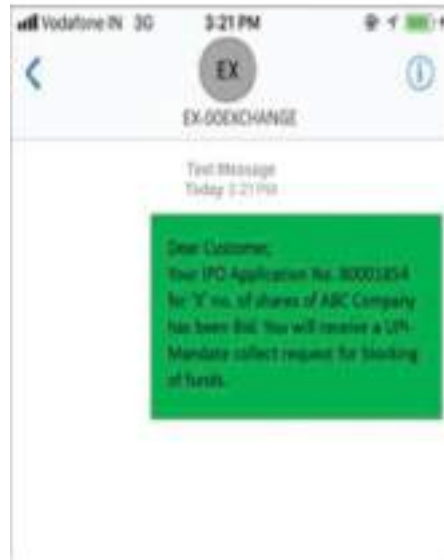 Vodafone IN 3G 3:21 PM
EX
EX-OOEXCHANGE
Text Message
Today 3:21 PM
Dear Customer,
Your IPO Application No. 80001854
for 'X' no. of shares of ABC Company
has been Bid. You will receive a UPI-
Mandate collect request for blocking
of funds.